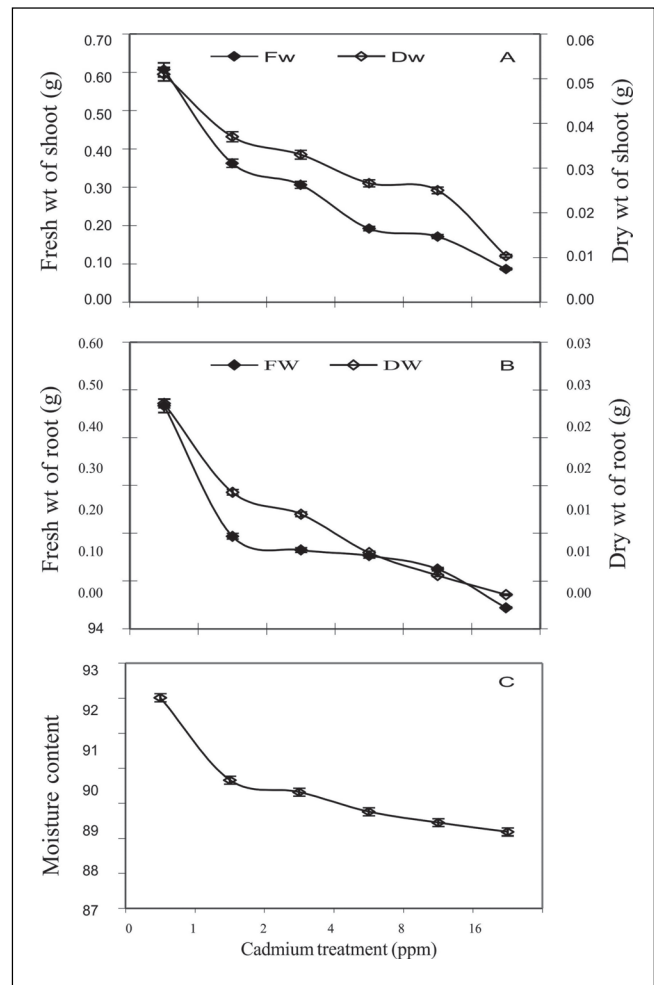 0.70
0.60
0.50
0.40
0.30
0.20
0.10
0.00
Fresh wt of shoot (g)
Fw
Dw
A
0.06
0.05
0.04
0.03
0.02
0.01
0.00
Dry wt of shoot (g)
0.60
0.50
0.40
0.30
0.20
0.10
0.00
94
Fresh wt of root (g)
FW
DW
B
0.03
0.03
0.02
0.02
0.01
0.01
0.00
Dry wt of root (g)
93
92
91
90
89
88
87
Moisture content
C
0 1 2 4 8 16
Cadmium treatment (ppm)